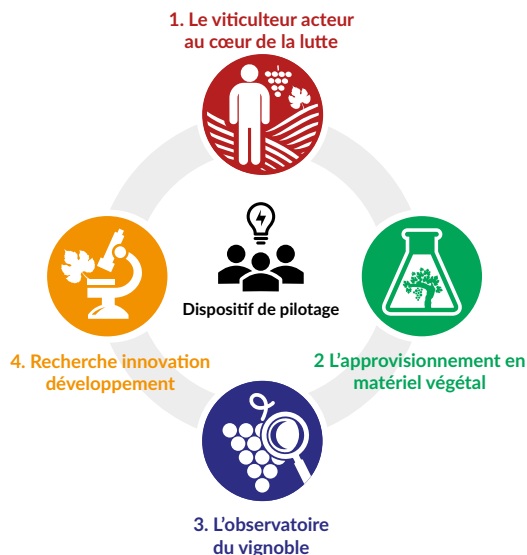 1. Le viticulteur acteur
au cœur de la lutte
Dispositif de pilotage
4. Recherche innovation
développement
2 L'approvisionnement en
matériel végétal
3. L'observatoire
du vignoble